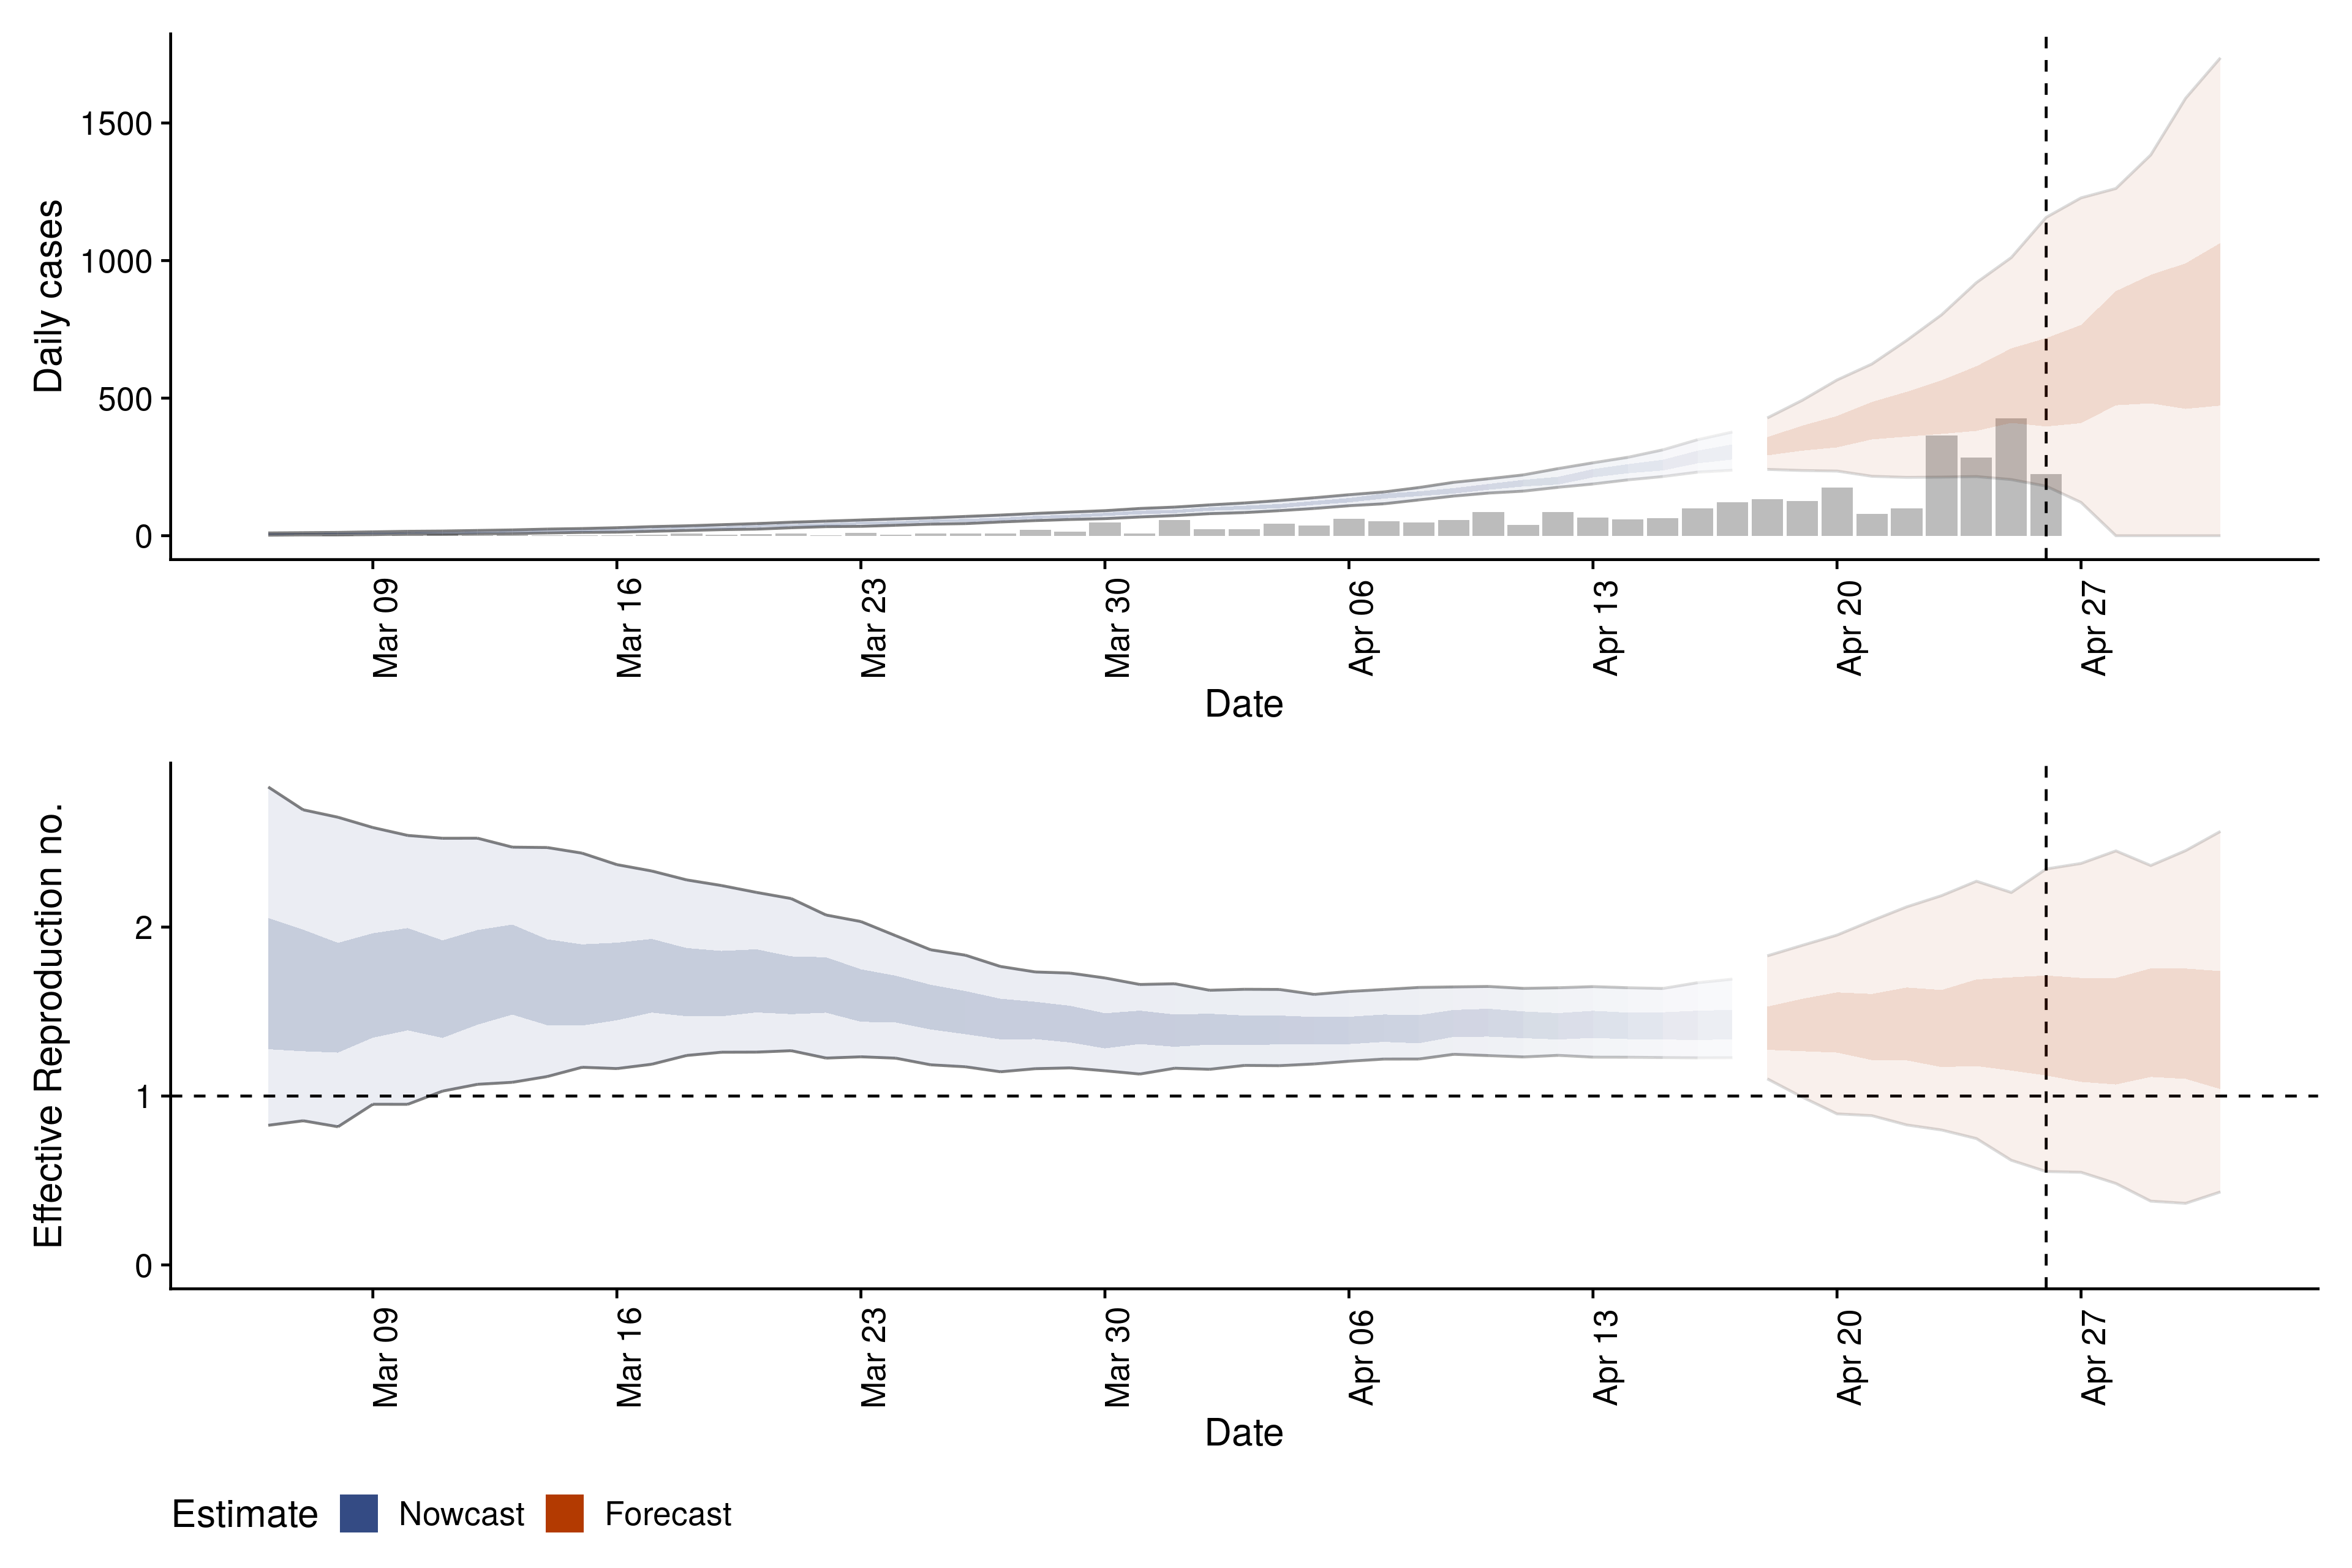 Daily cases
1500
1000
500
0
Mar 09
Mar 16
Mar 23
Mar 30
Apr 06
Apr 13
Apr 20
Apr 27
Date
Effective Reproduction no.
2
1
0
Mar 09
Mar 16
Mar 23
Mar 30
Apr 06
Apr 13
Apr 20
Apr 27
Date
Estimate Nowcast Forecast